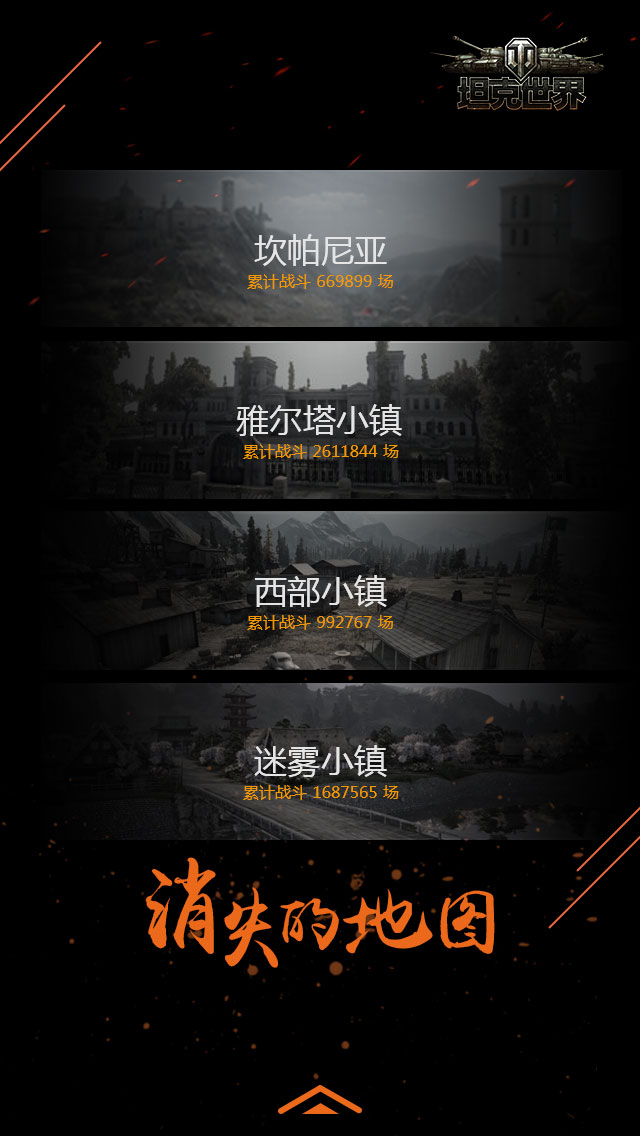 坦克世界
坎帕尼亚
累计战斗 669899 场
雅尔塔小镇
累计战斗 2611844 场
西部小镇
累计战斗 992767 场
迷雾小镇
累计战斗 1687565 场
消失的地图